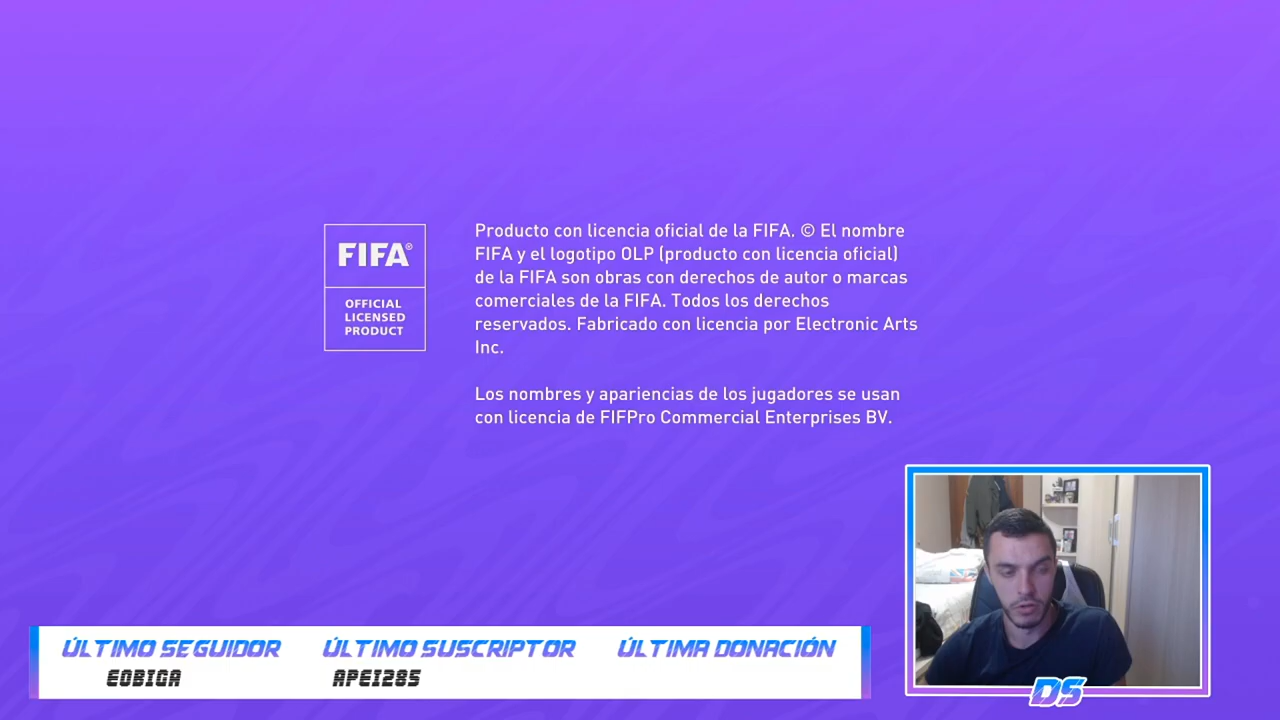 FIFA®
OFFICIAL
LICENSED
PRODUCT
Producto con licencia oficial de la FIFA. © El nombre
FIFA y el logotipo OLP (producto con licencia oficial)
de la FIFA son obras con derechos de autor o marcas
comerciales de la FIFA. Todos los derechos
reservados. Fabricado con licencia por Electronic Arts
Inc.
Los nombres y apariencias de los jugadores se usan
con licencia de FIFPro Commercial Enterprises BV.
ÚLTIMO SEGUIDOR
EOBIGA
ÚLTIMO SUSCRIPTOR
APEI285
ÚLTIMA DONACIÓN
DS